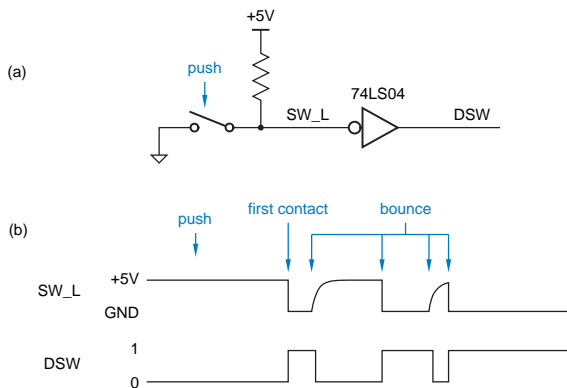 +5V
(a)
push
74LS04
SW_L
DSW
push
first contact
bounce
(b)
+5V
SW_L
GND
1
DSW
0